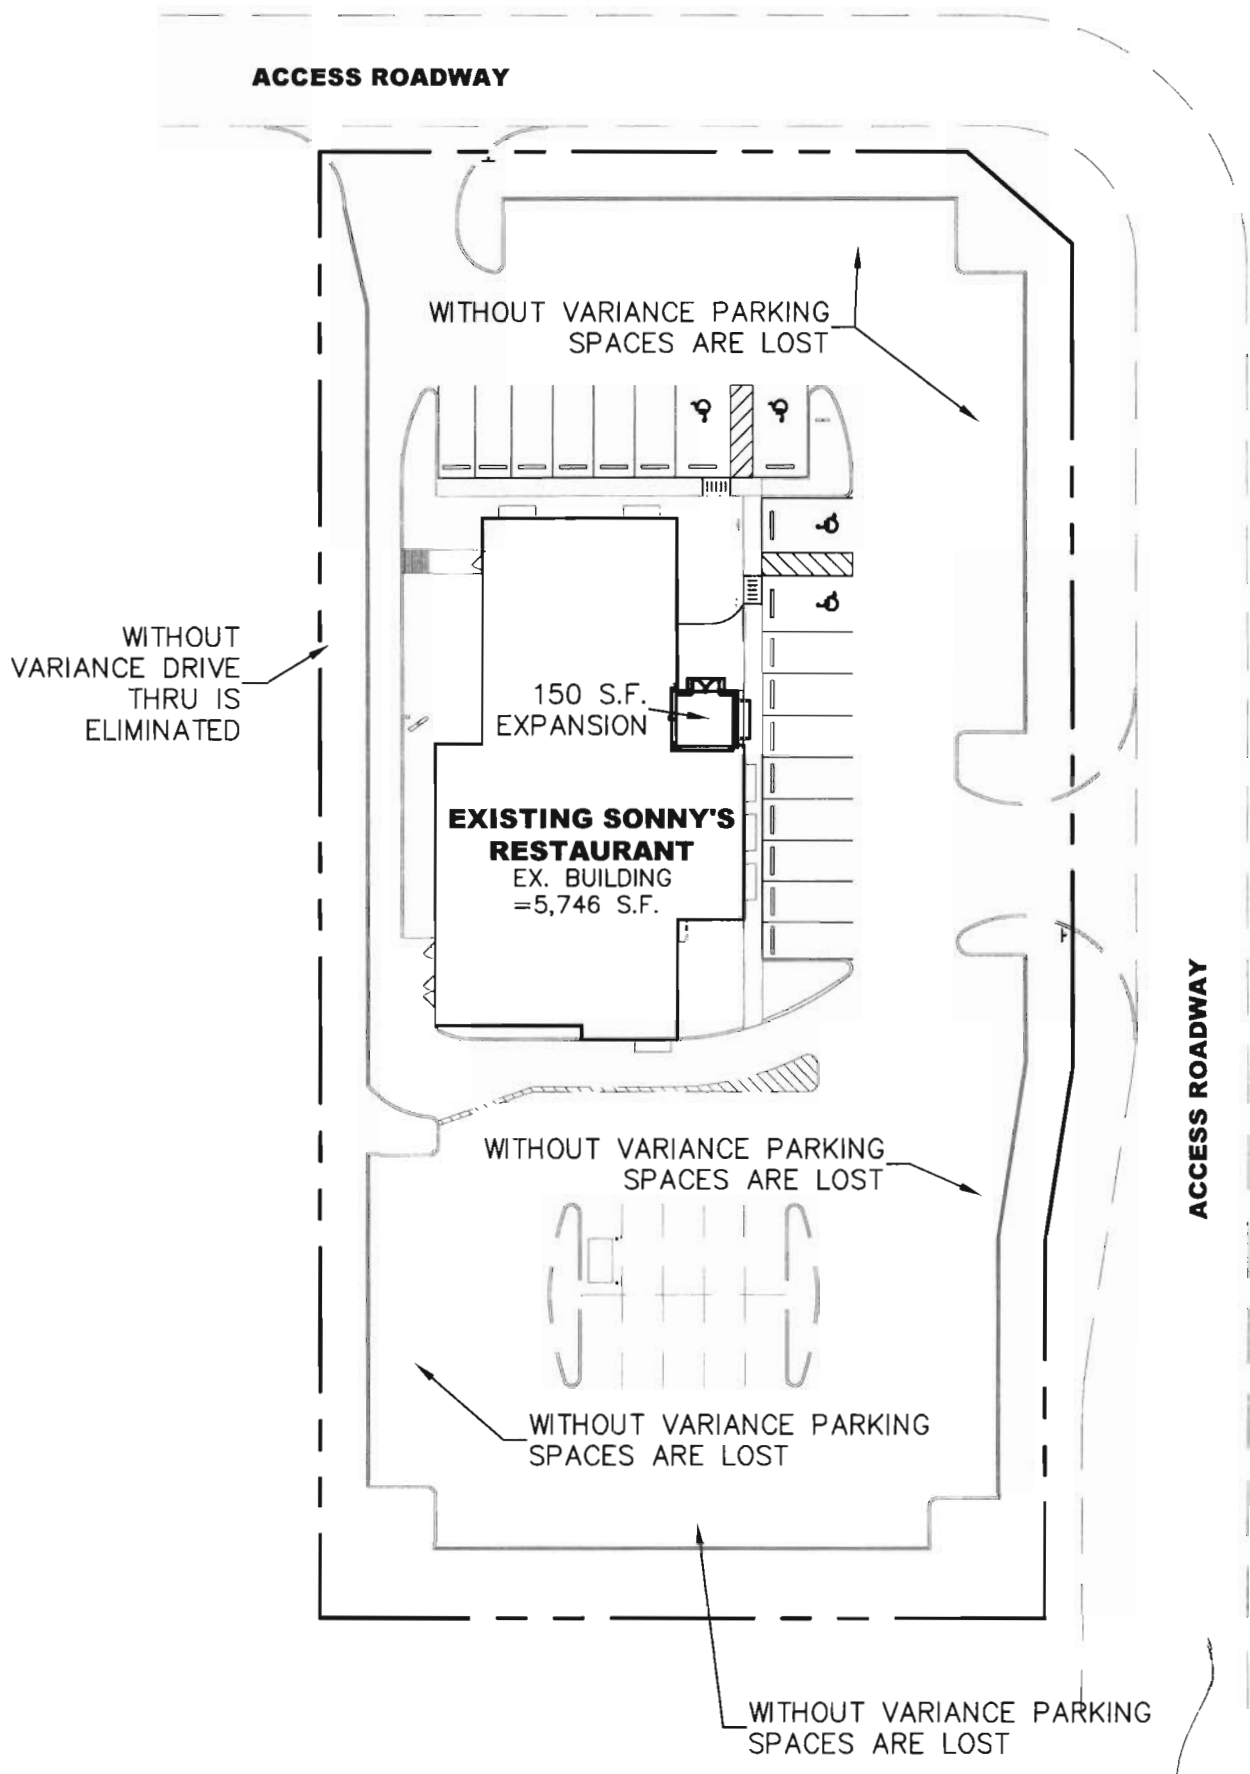 ACCESS ROADWAY
WITHOUT VARIANCE PARKING
SPACES ARE LOST
WITHOUT
VARIANCE DRIVE
THRU IS
ELIMINATED
150 S.F.
EXPANSION
EXISTING SONNY'S
RESTAURANT
EX. BUILDING
=5,746 S.F.
ACCESS ROADWAY
WITHOUT VARIANCE PARKING
SPACES ARE LOST
WITHOUT VARIANCE PARKING
SPACES ARE LOST
WITHOUT VARIANCE PARKING
SPACES ARE LOST